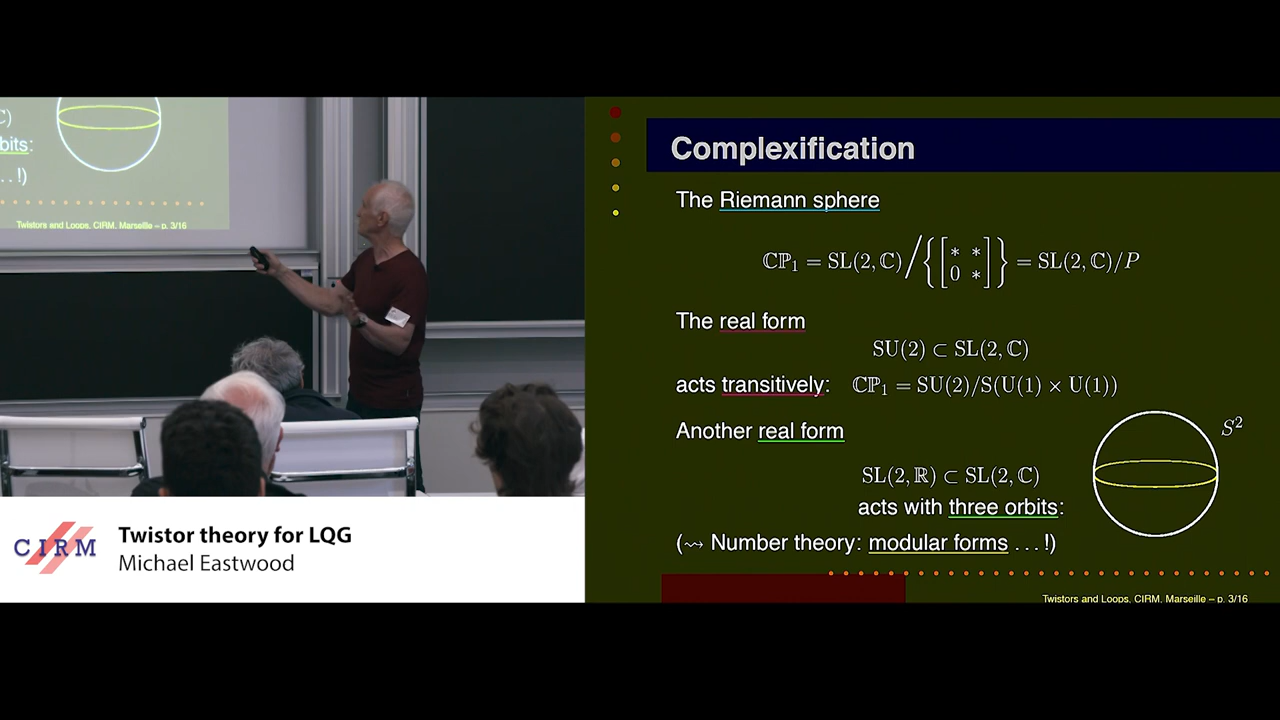 C)
bits:
. . !)
Twistors and Loops, CIRM, Marseille – p. 3/16
CIRM
Twistor theory for LQG
Michael Eastwood
Complexification
The Riemann sphere
ℂℙ₁ = SL(2,ℂ)/{[* * 0 *]} = SL(2,ℂ)/P
The real form
SU(2) ⊂ SL(2,ℂ)
acts transitively: ℂℙ₁ = SU(2)/S(U(1) × U(1))
Another real form
S²
SL(2,ℝ) ⊂ SL(2,ℂ)
acts with three orbits:
(⇝ Number theory: modular forms . . . !)
Twistors and Loops, CIRM, Marseille – p. 3/16